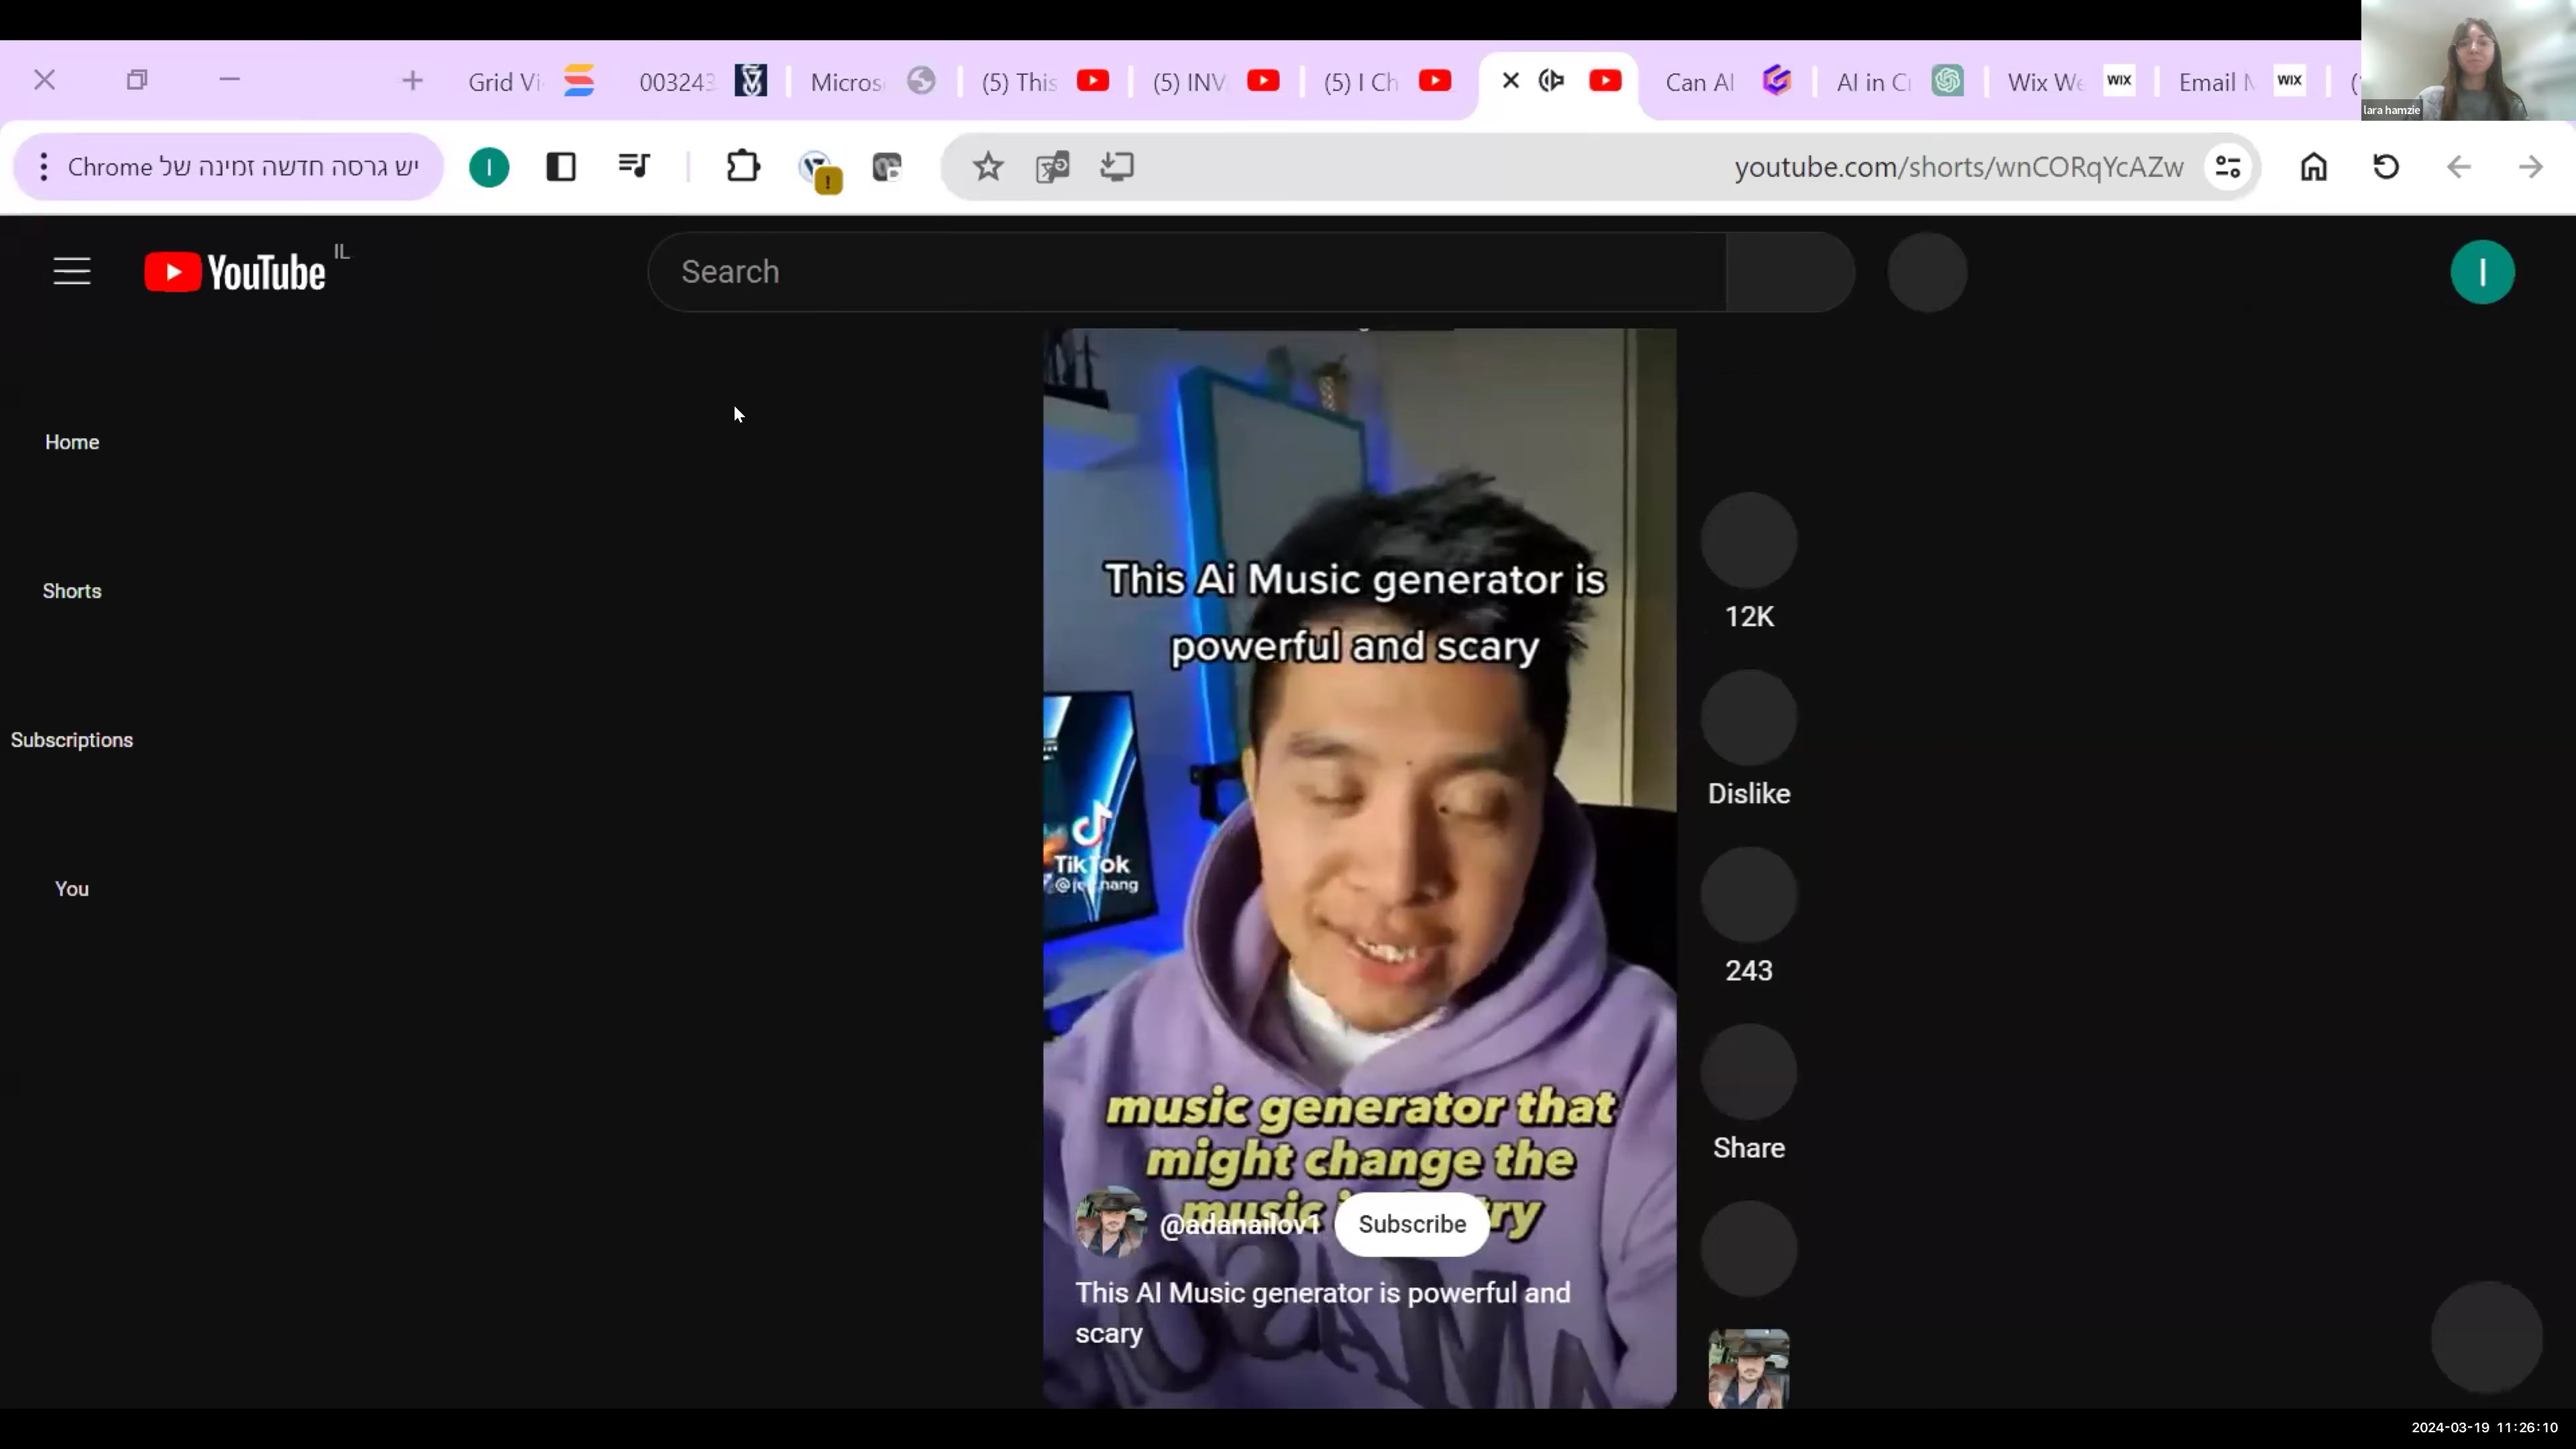 Grid Vi
003243
Micros
(5) This
(5) INV
(5) I Ch
Can AI
AI in C
Wix We
WIX
Email M
WIX
lara hamzie
יש גרסה חדשה זמינה של Chrome
youtube.com/shorts/wnCORqYcAZw
YouTube
IL
Search
I
Home
Shorts
Subscriptions
You
This Ai Music generator is
powerful and scary
TikTok
music generator that
might change the
music
@adanailov1
Subscribe
This AI Music generator is powerful and
scary
12K
Dislike
243
Share
2024-03-19 11:26:10